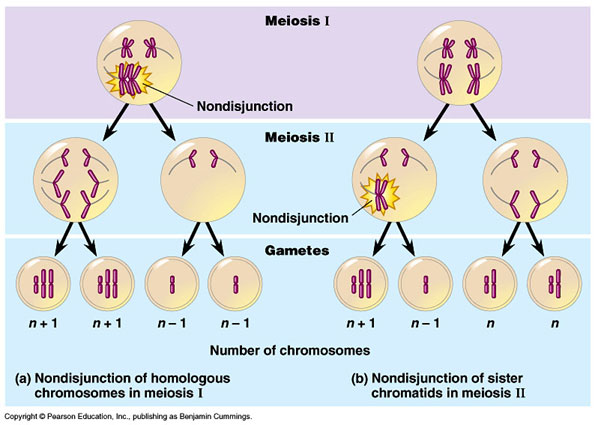 Meiosis I
Nondisjunction
Meiosis II
Nondisjunction
Gametes
n + 1 n + 1 n – 1 n – 1 n + 1 n – 1 n n
Number of chromosomes
(a) Nondisjunction of homologous
chromosomes in meiosis I
(b) Nondisjunction of sister
chromatids in meiosis II
Copyright © Pearson Education, Inc., publishing as Benjamin Cummings.